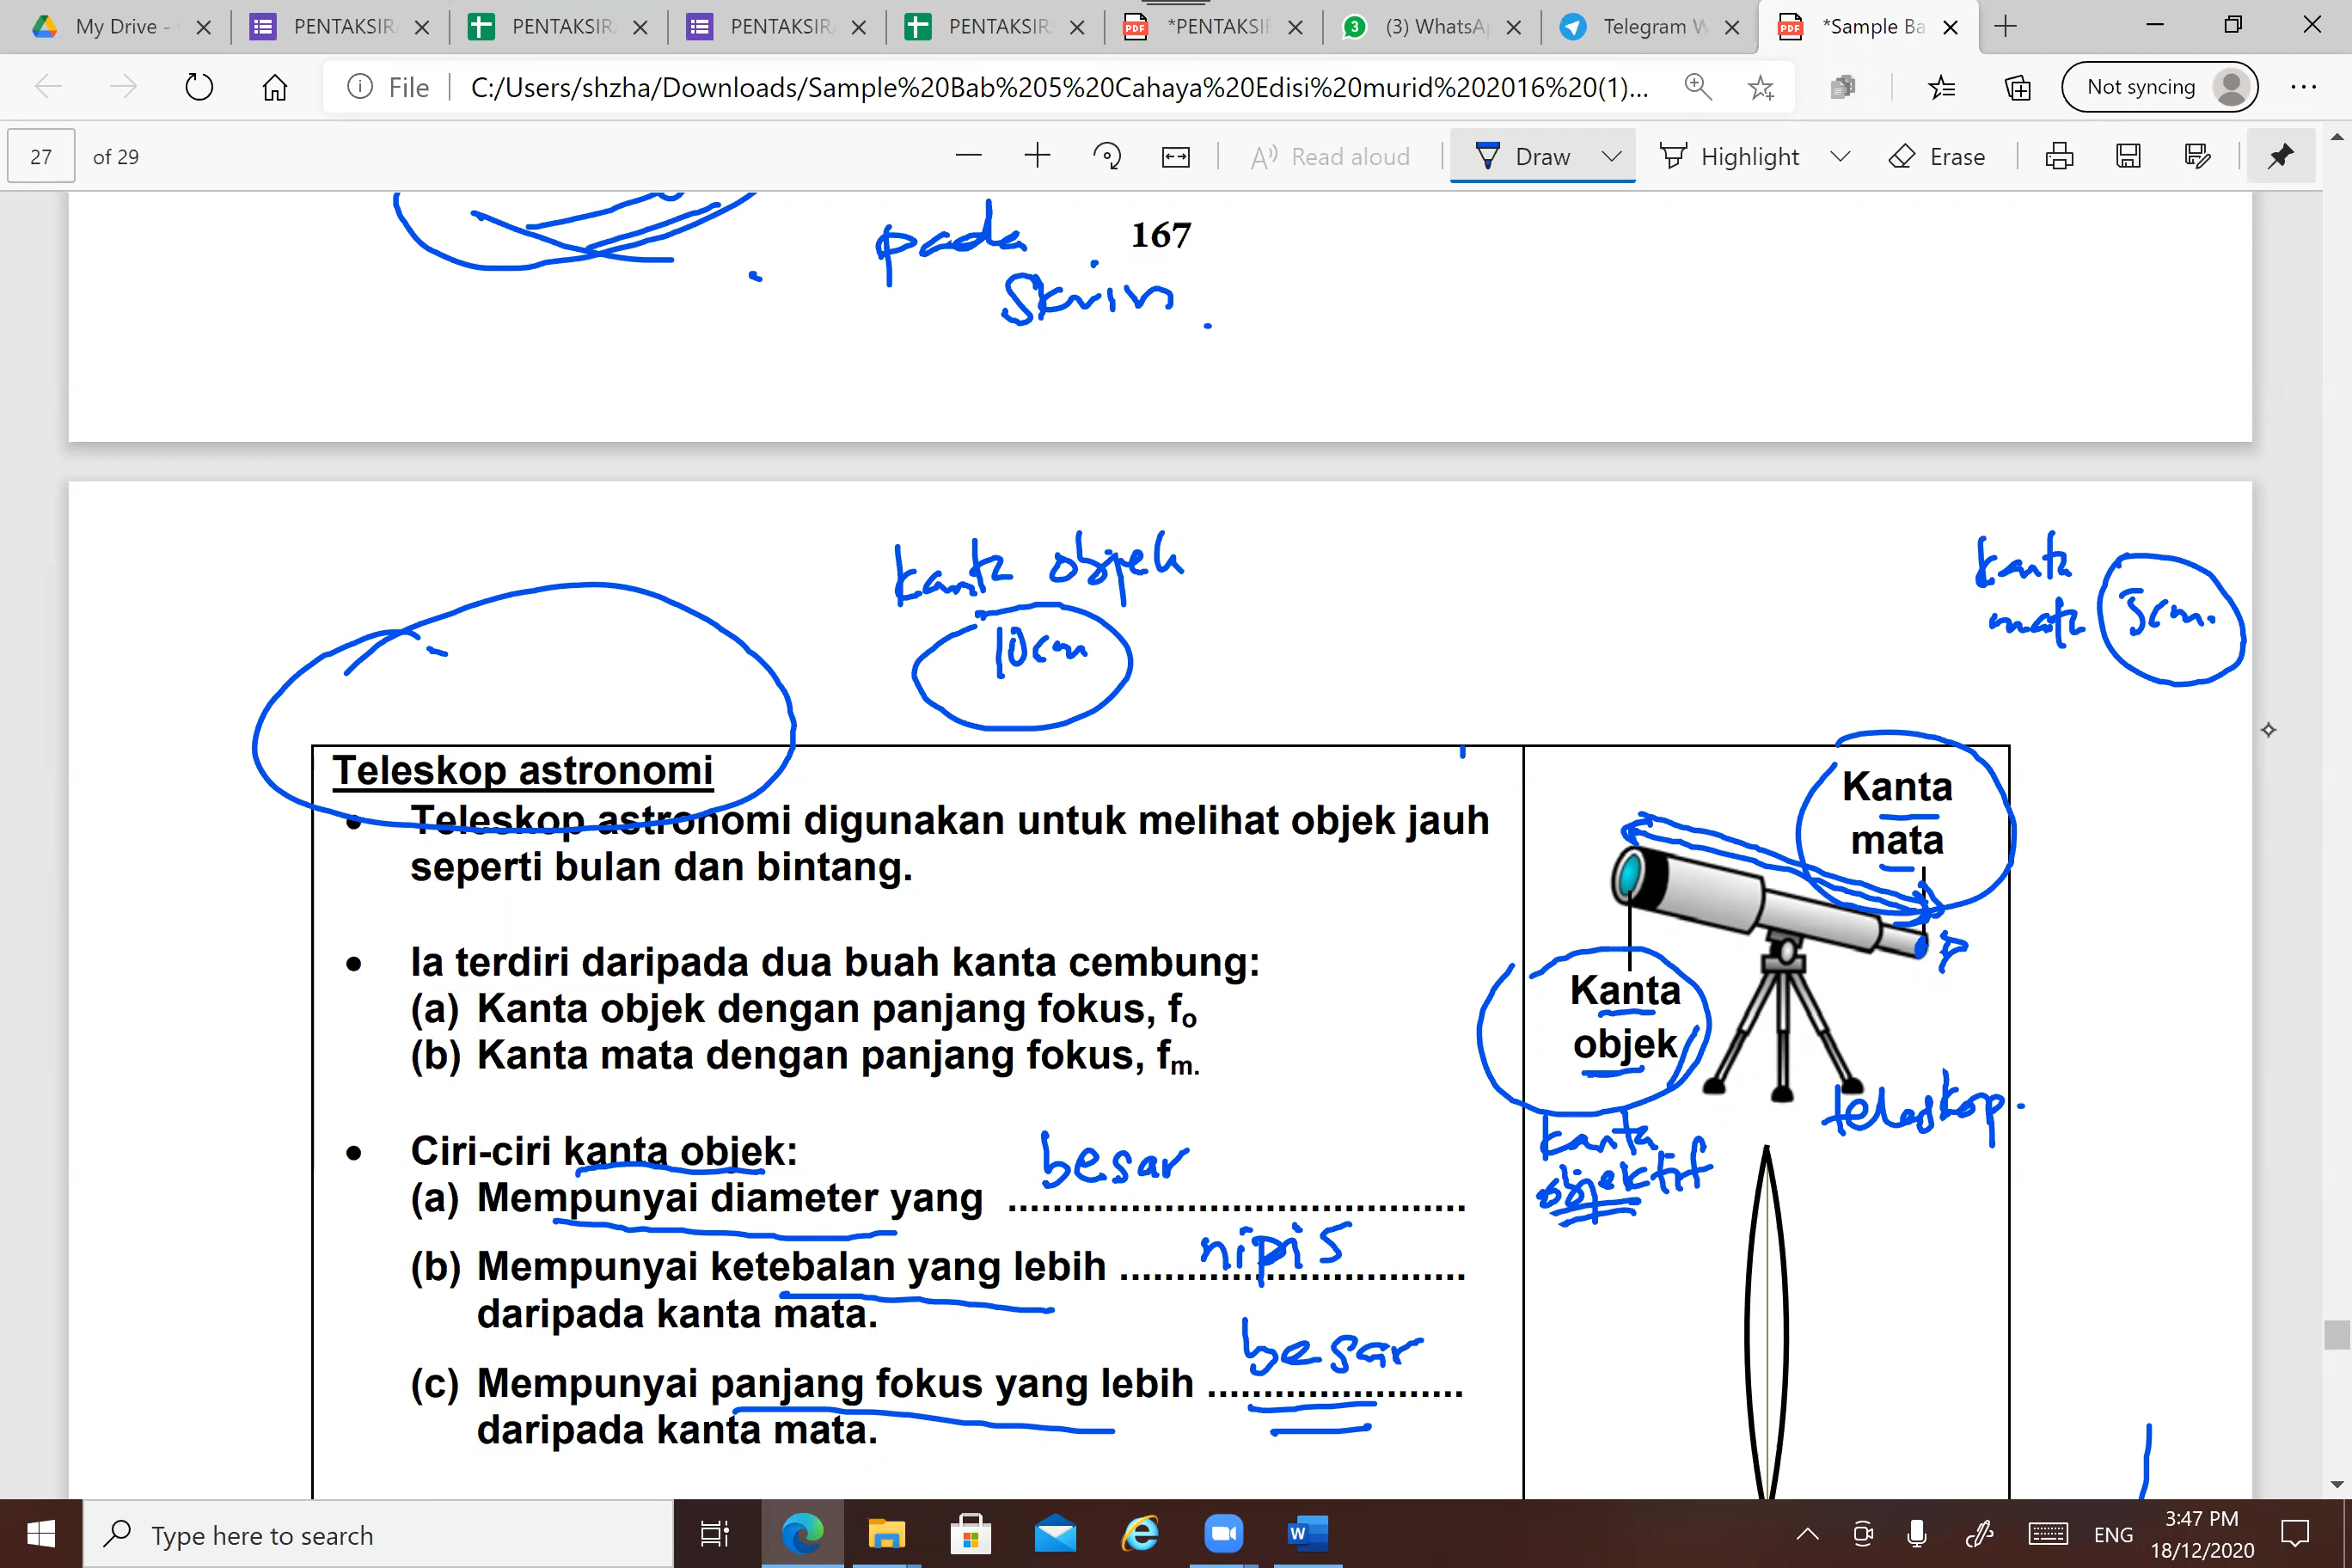 My Drive -
PENTAKSIR
PENTAKSIR
PENTAKSIR
PENTAKSIR
*PENTAKSIR
(3) WhatsA
Telegram W
*Sample Ba
File
C:/Users/shzha/Downloads/Sample%20Bab%205%20Cahaya%20Edisi%20murid%202016%20(1)...
Not syncing
27 of 29
Read aloud
Draw
Highlight
Erase
pada
skrin.
167
kanta objek
10cm
kanta
mata
5cm.
Teleskop astronomi
• Teleskop astronomi digunakan untuk melihat objek jauh
seperti bulan dan bintang.
• Ia terdiri daripada dua buah kanta cembung:
(a) Kanta objek dengan panjang fokus, fo
(b) Kanta mata dengan panjang fokus, fm.
• Ciri-ciri kanta objek:
(a) Mempunyai diameter yang ........................................
besar
(b) Mempunyai ketebalan yang lebih ...............................
nipis
daripada kanta mata.
(c) Mempunyai panjang fokus yang lebih .......................
besar
daripada kanta mata.
Kanta
mata
Kanta
objek
teleskop.
kanta
objektif
Type here to search
ENG
3:47 PM
18/12/2020